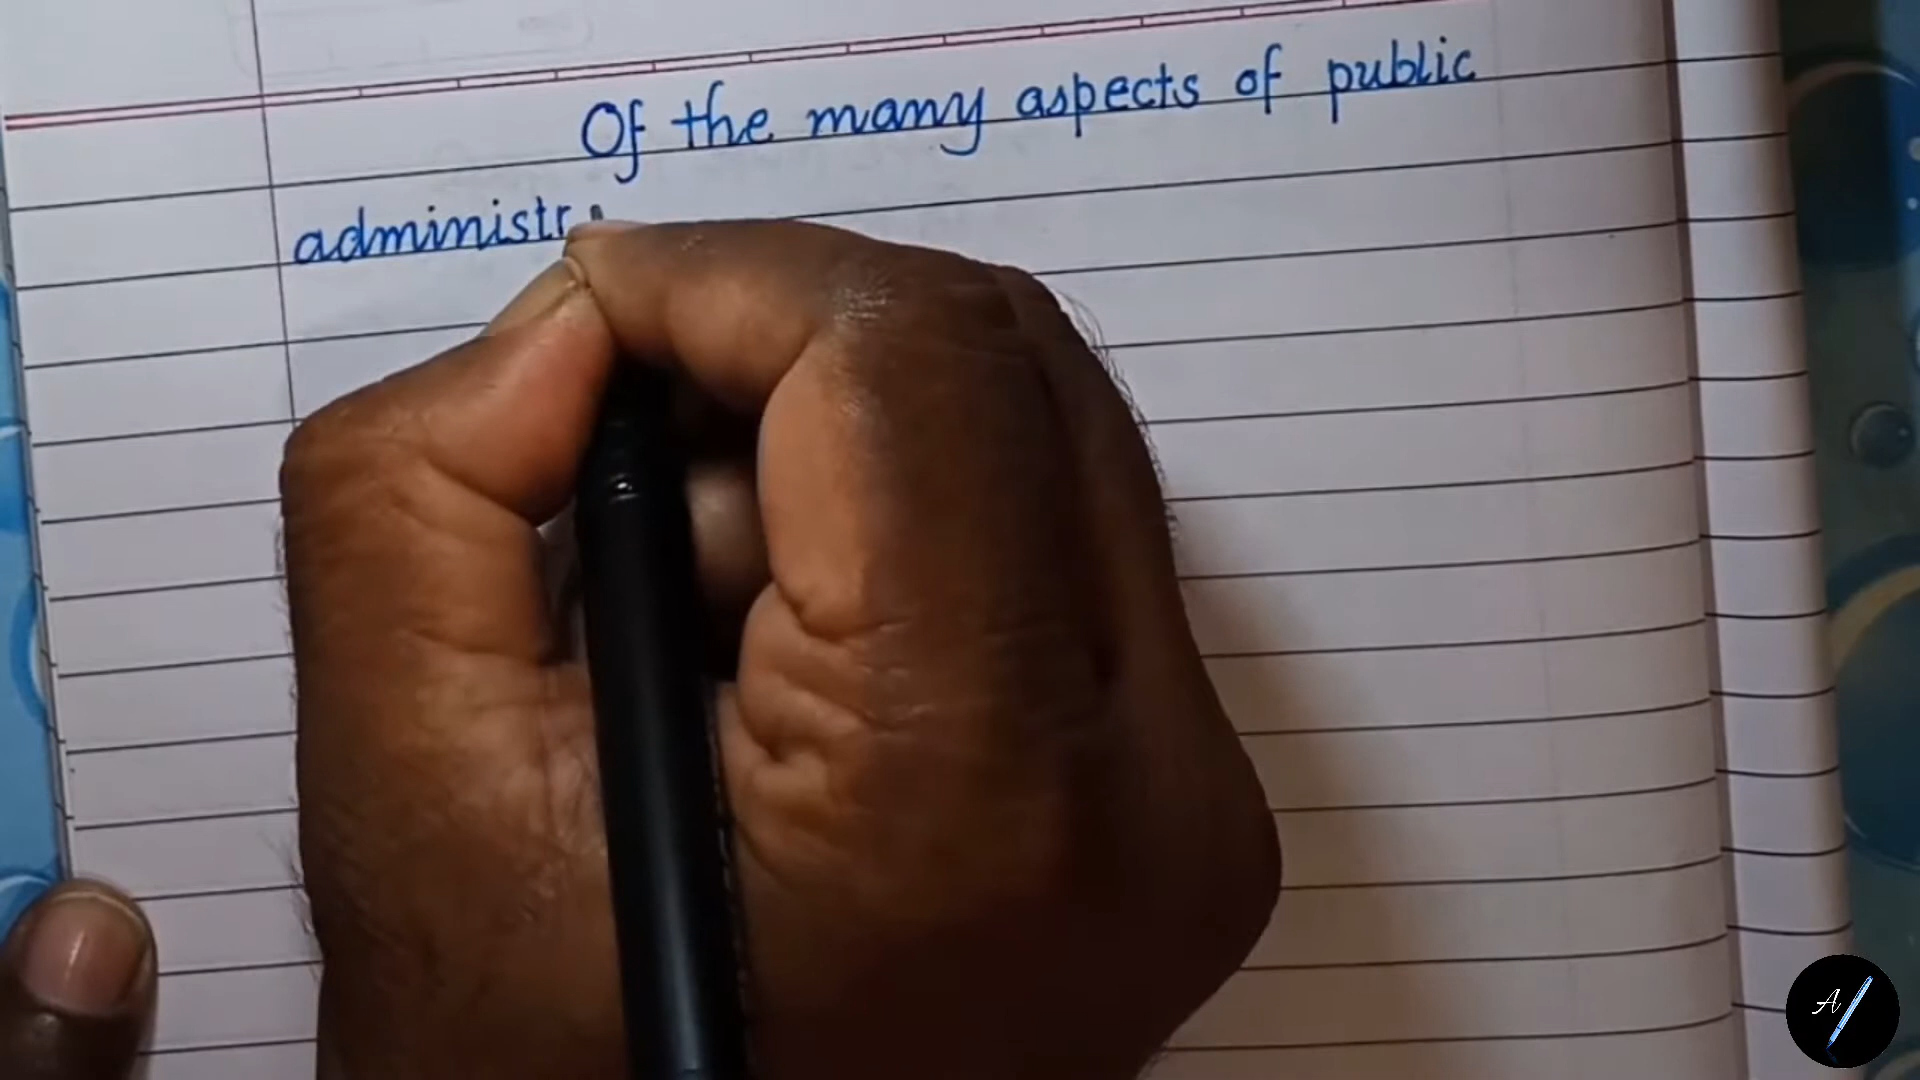 Of the many aspects of public
administr
A